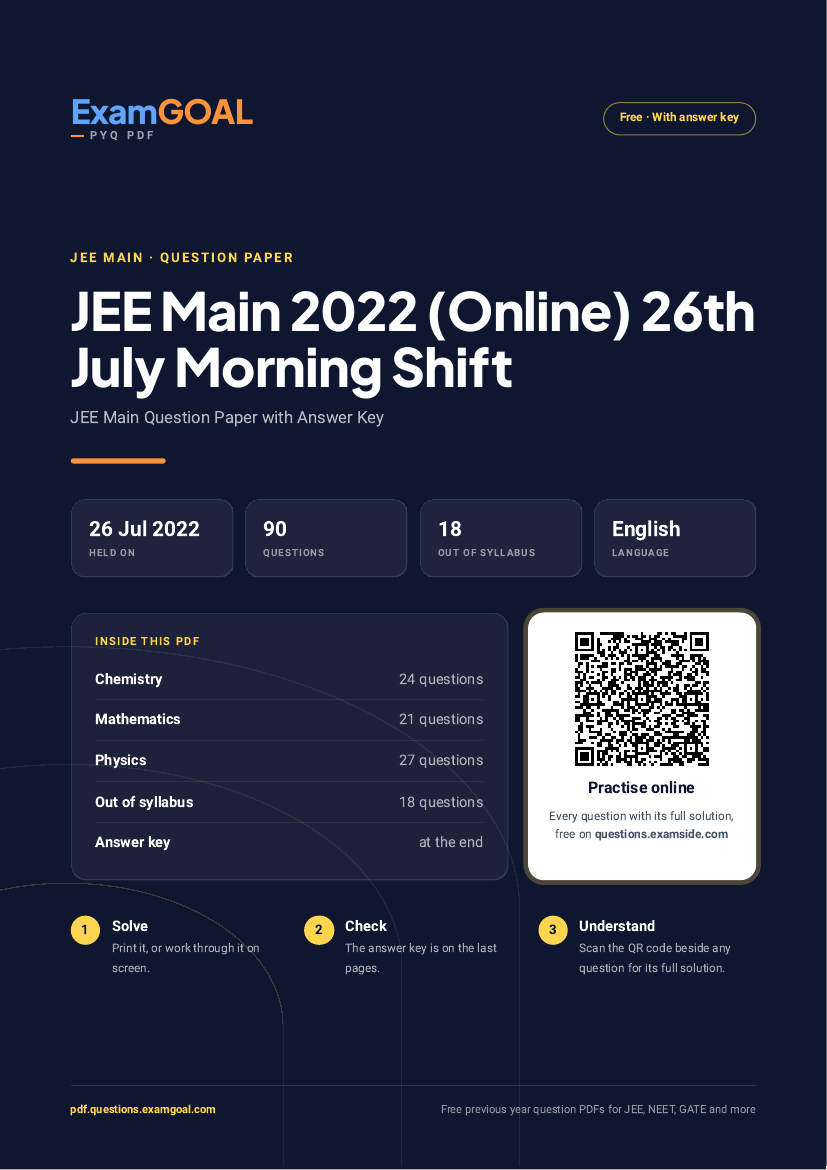 ExamGOAL
PYQ PDF
Free · With answer key
JEE MAIN · QUESTION PAPER
JEE Main 2022 (Online) 26th
July Morning Shift
JEE Main Question Paper with Answer Key
26 Jul 2022
HELD ON
90
QUESTIONS
18
OUT OF SYLLABUS
English
LANGUAGE
INSIDE THIS PDF
Chemistry 24 questions
Mathematics 21 questions
Physics 27 questions
Out of syllabus 18 questions
Answer key at the end
Practise online
Every question with its full solution,
free on questions.examside.com
1 Solve
Print it, or work through it on
screen.
2 Check
The answer key is on the last
pages.
3 Understand
Scan the QR code beside any
question for its full solution.
pdf.questions.examgoal.com
Free previous year question PDFs for JEE, NEET, GATE and more